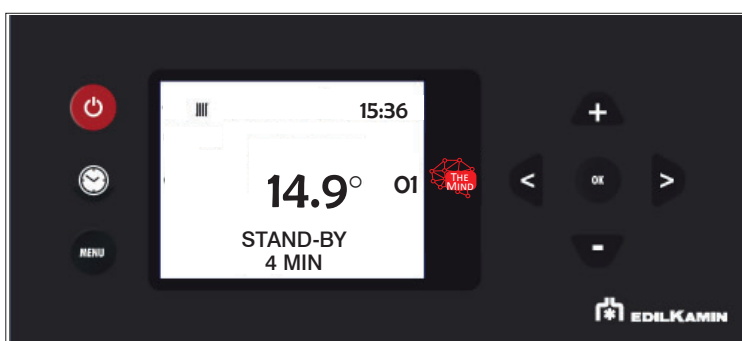 15:36
14.9° 01
THE
MIND
STAND-BY
4 MIN
MENU
OK
EDILKAMIN